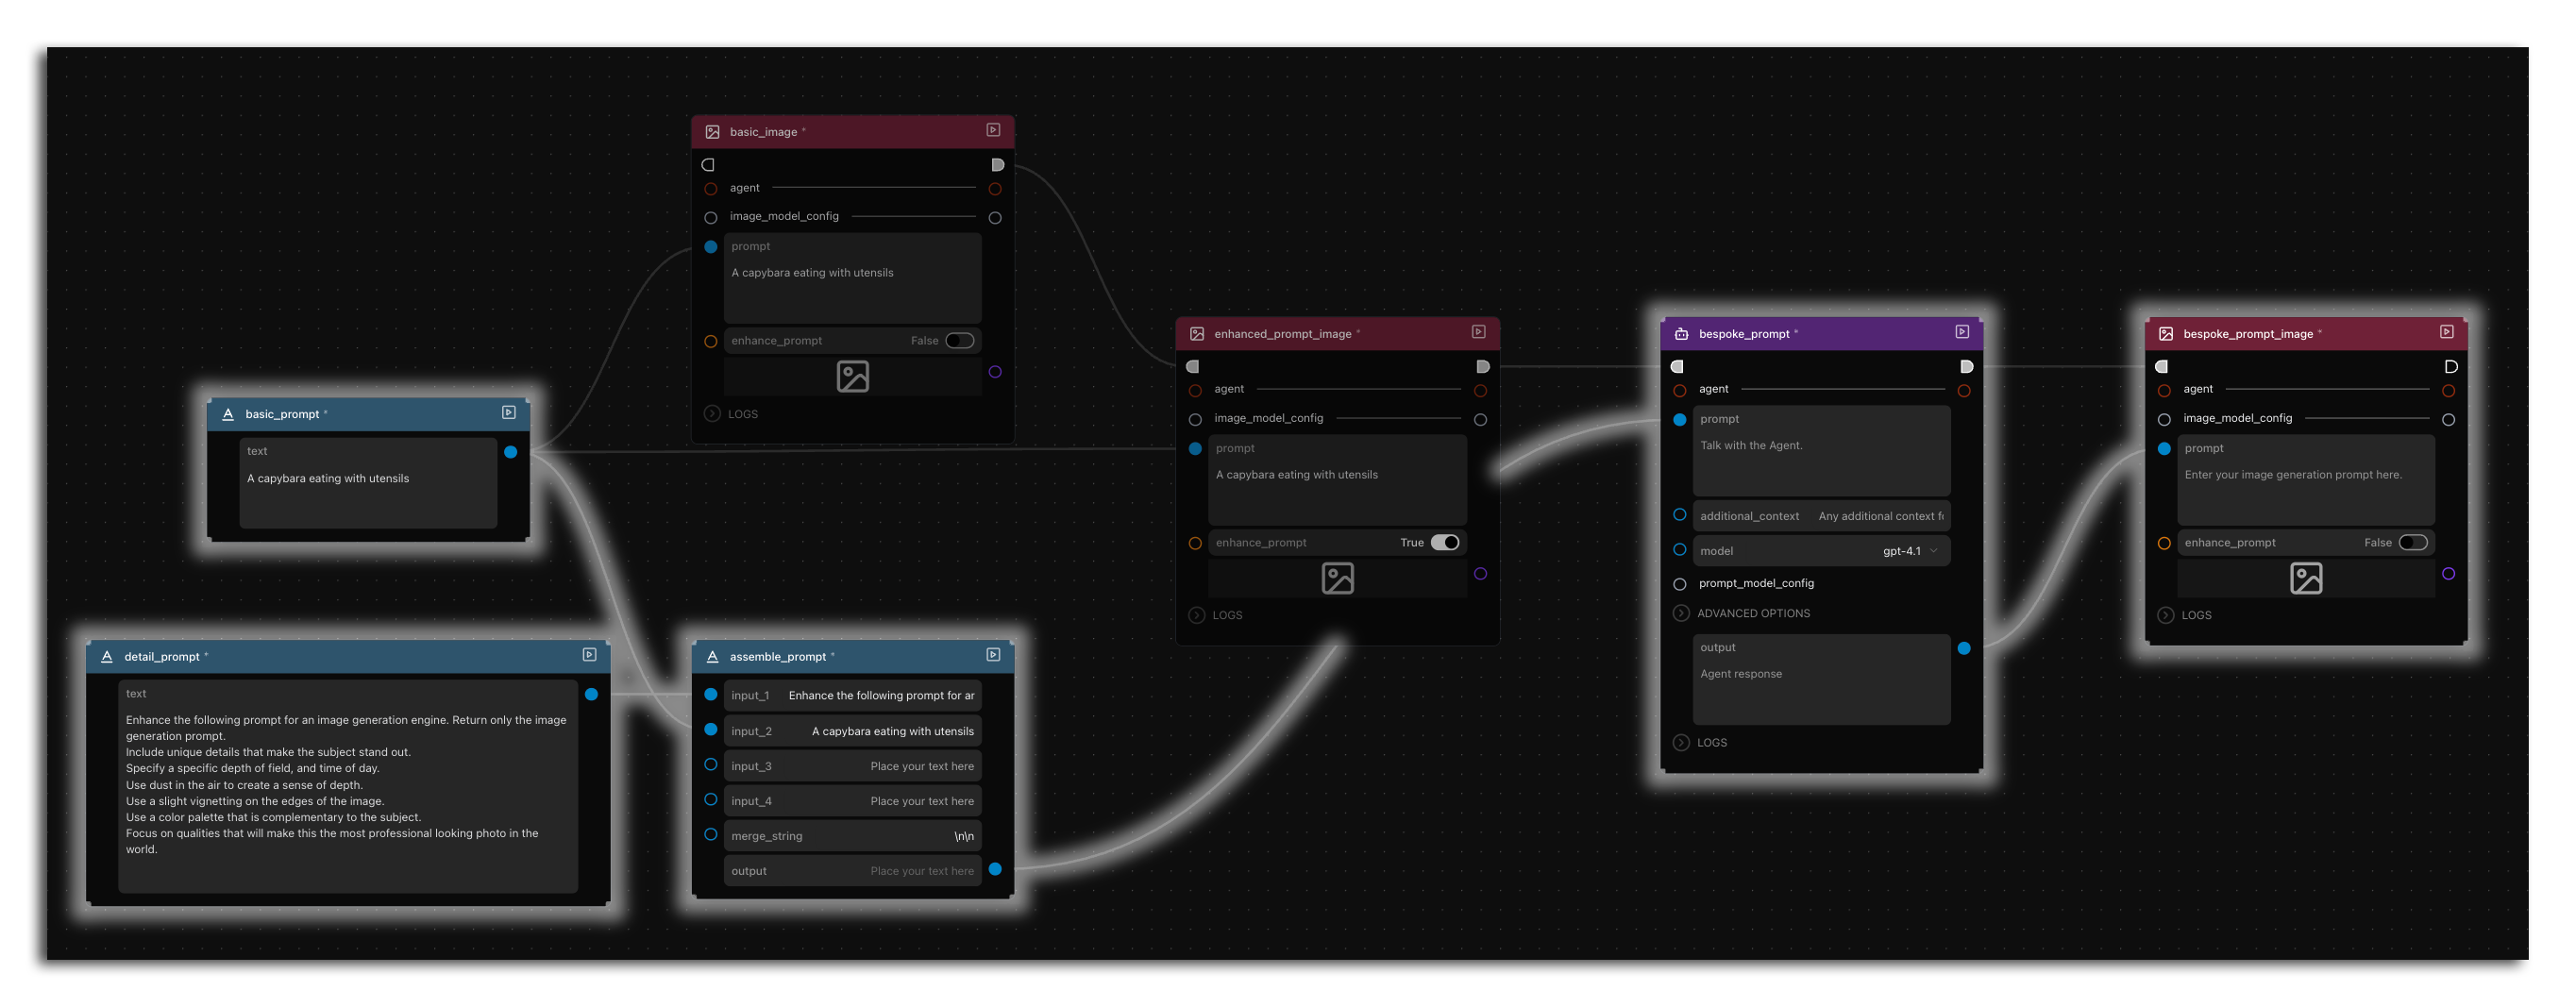 basic_image *
agent
image_model_config
prompt
A capybara eating with utensils
enhance_prompt False
LOGS
basic_prompt *
text
A capybara eating with utensils
detail_prompt *
text
Enhance the following prompt for an image generation engine. Return only the image
generation prompt.
Include unique details that make the subject stand out.
Specify a specific depth of field, and time of day.
Use dust in the air to create a sense of depth.
Use a slight vignetting on the edges of the image.
Use a color palette that is complementary to the subject.
Focus on qualities that will make this the most professional looking photo in the
world.
assemble_prompt *
input_1 Enhance the following prompt for ar
input_2 A capybara eating with utensils
input_3 Place your text here
input_4 Place your text here
merge_string \n\n
output Place your text here
enhanced_prompt_image *
agent
image_model_config
prompt
A capybara eating with utensils
enhance_prompt True
LOGS
bespoke_prompt *
agent
prompt
Talk with the Agent.
additional_context Any additional context f
model gpt-4.1
prompt_model_config
ADVANCED OPTIONS
output
Agent response
LOGS
bespoke_prompt_image *
agent
image_model_config
prompt
Enter your image generation prompt here.
enhance_prompt False
LOGS